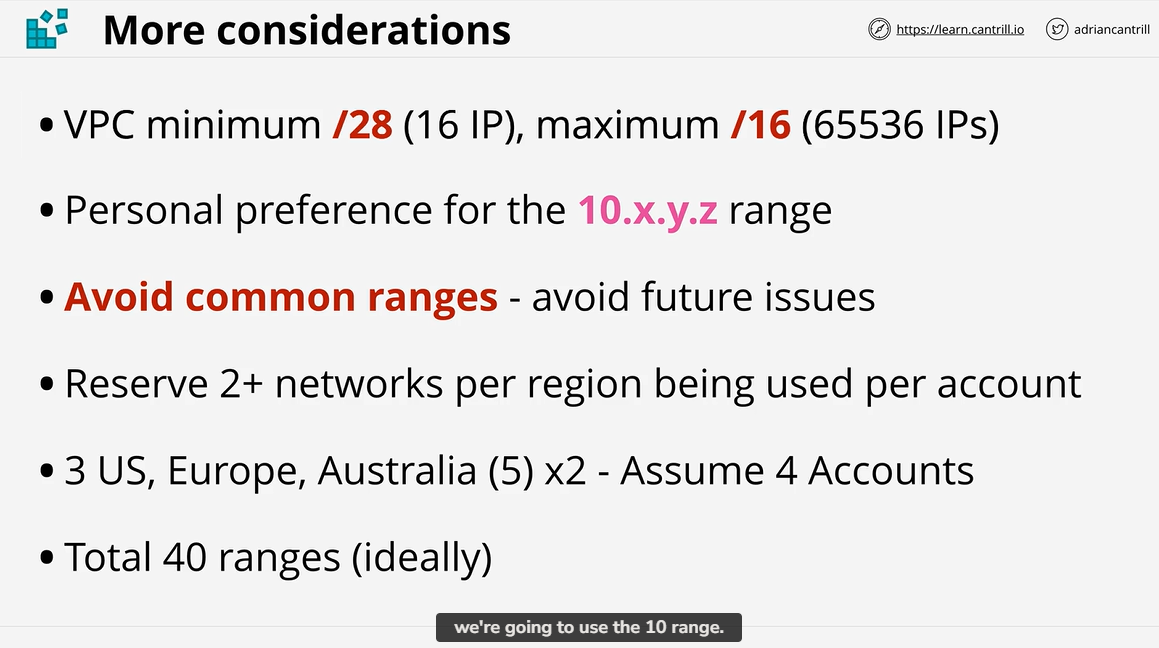 More considerations
https://learn.cantrill.io
adriancantrill
• VPC minimum /28 (16 IP), maximum /16 (65536 IPs)
• Personal preference for the 10.x.y.z range
• Avoid common ranges - avoid future issues
• Reserve 2+ networks per region being used per account
• 3 US, Europe, Australia (5) x2 - Assume 4 Accounts
• Total 40 ranges (ideally)
we're going to use the 10 range.